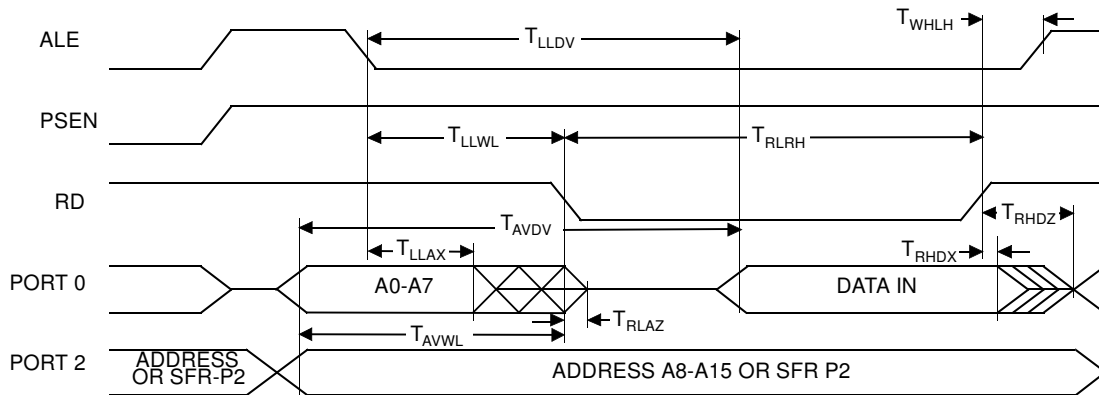 T_WHLH
ALE
T_LLDV
PSEN
T_LLWL
T_RLRH
RD
T_AVDV
T_RHDZ
T_LLAX
T_RHDX
PORT 0
A0-A7
DATA IN
T_RLAZ
T_AVWL
PORT 2
ADDRESS
OR SFR-P2
ADDRESS A8-A15 OR SFR P2